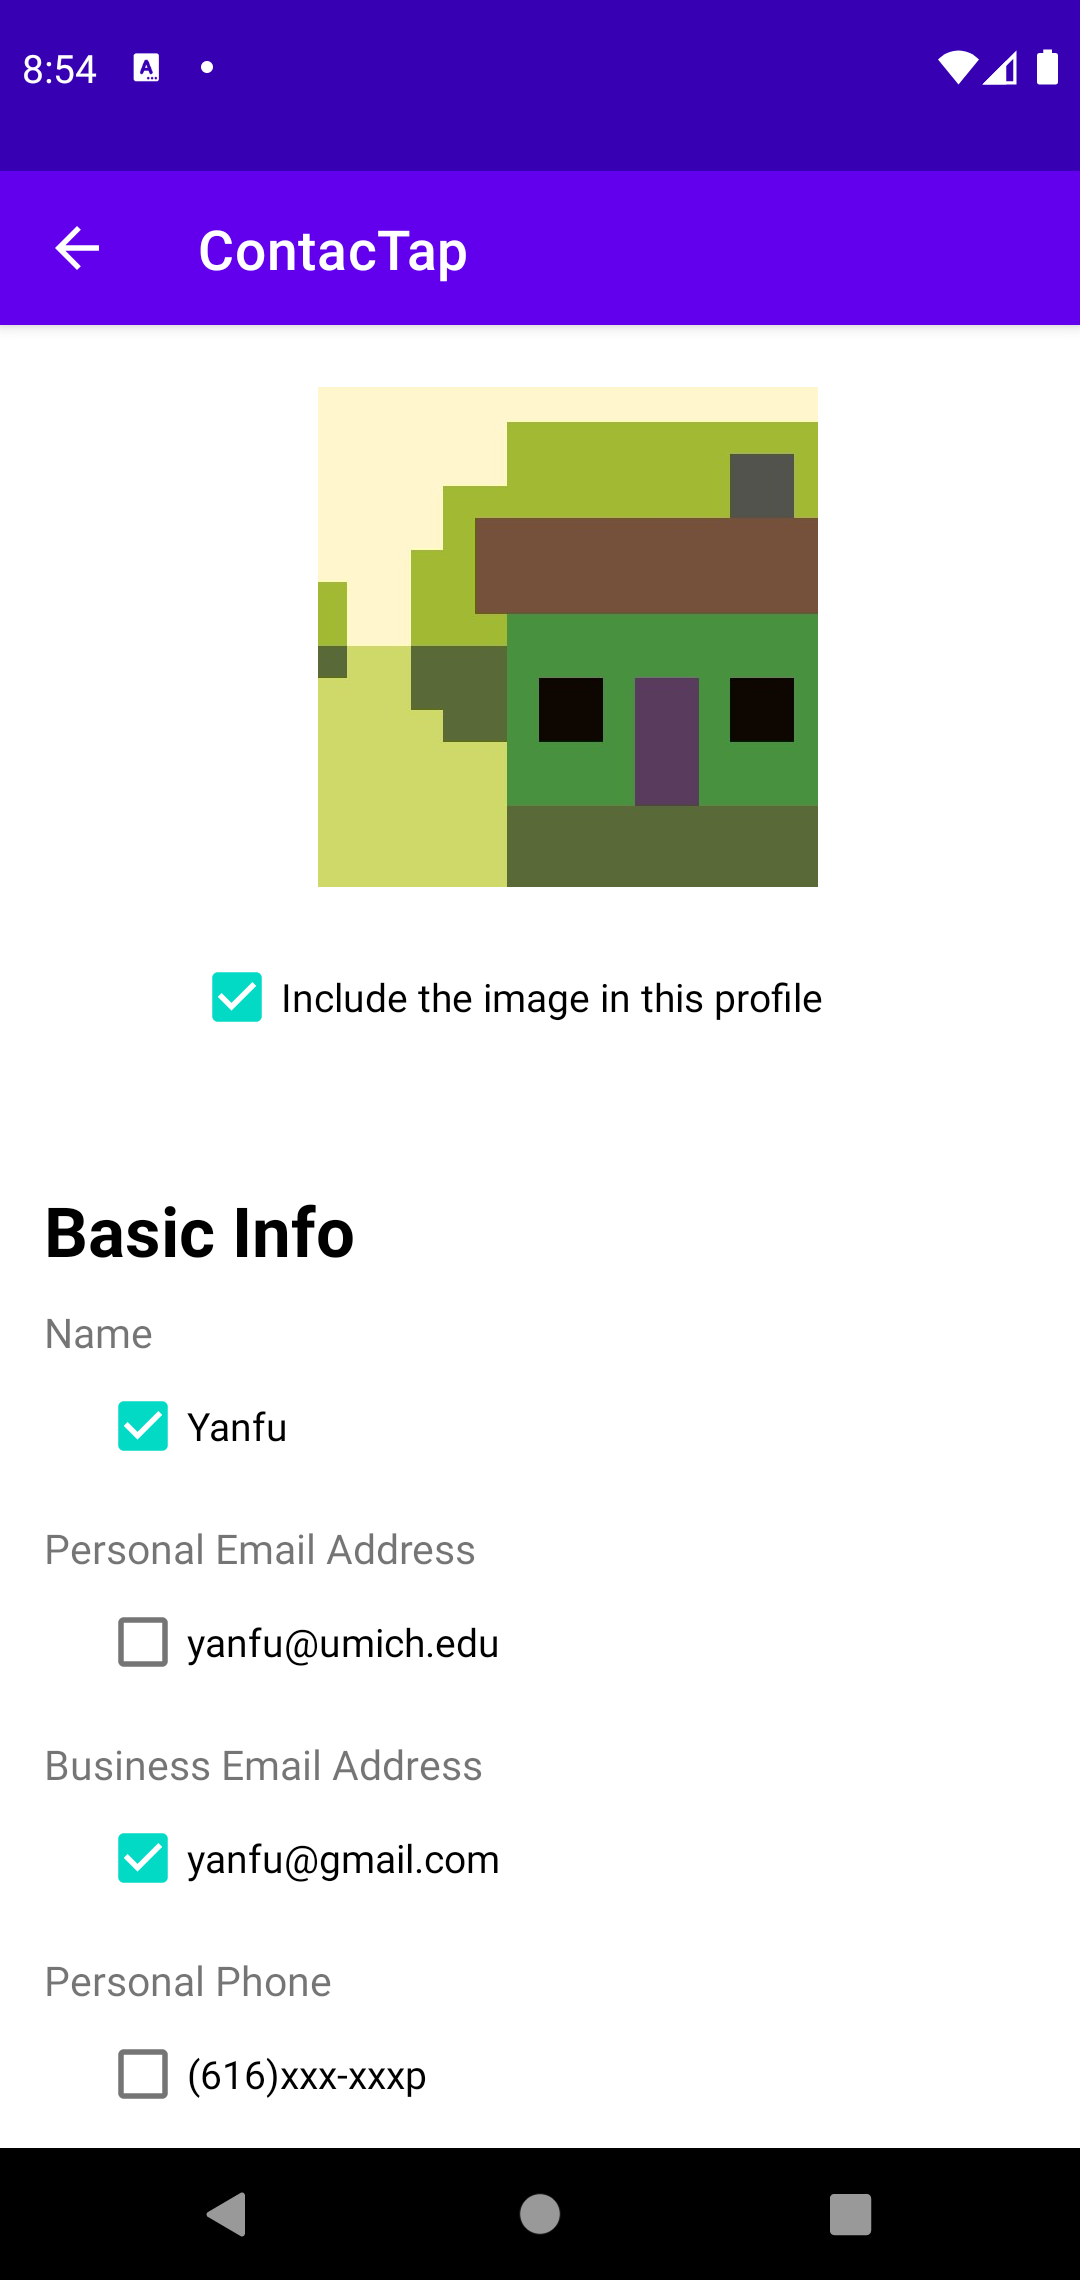 8:54
ContacTap
Include the image in this profile
Basic Info
Name
Yanfu
Personal Email Address
yanfu@umich.edu
Business Email Address
yanfu@gmail.com
Personal Phone
(616)xxx-xxxp